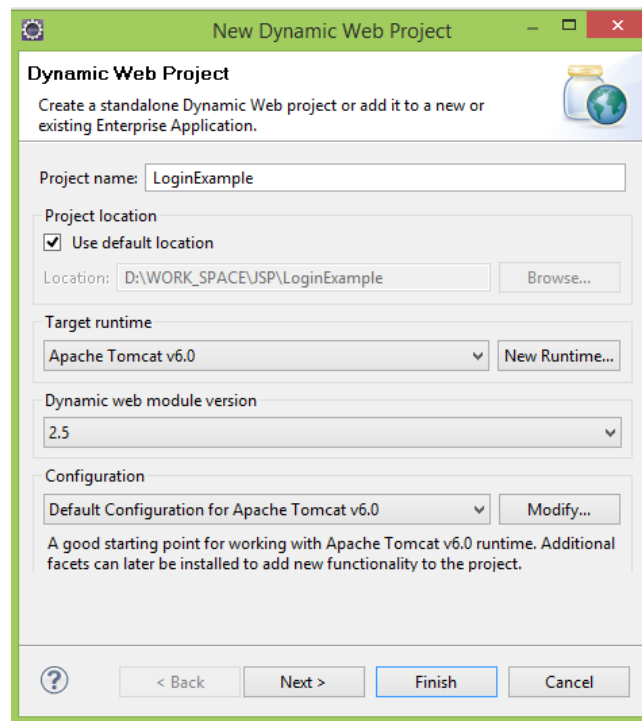 New Dynamic Web Project
Dynamic Web Project
Create a standalone Dynamic Web project or add it to a new or
existing Enterprise Application.
Project name: LoginExample
Project location
Use default location
Location: D:\WORK_SPACE\JSP\LoginExample Browse...
Target runtime
Apache Tomcat v6.0 New Runtime...
Dynamic web module version
2.5
Configuration
Default Configuration for Apache Tomcat v6.0 Modify...
A good starting point for working with Apache Tomcat v6.0 runtime. Additional
facets can later be installed to add new functionality to the project.
? < Back Next > Finish Cancel